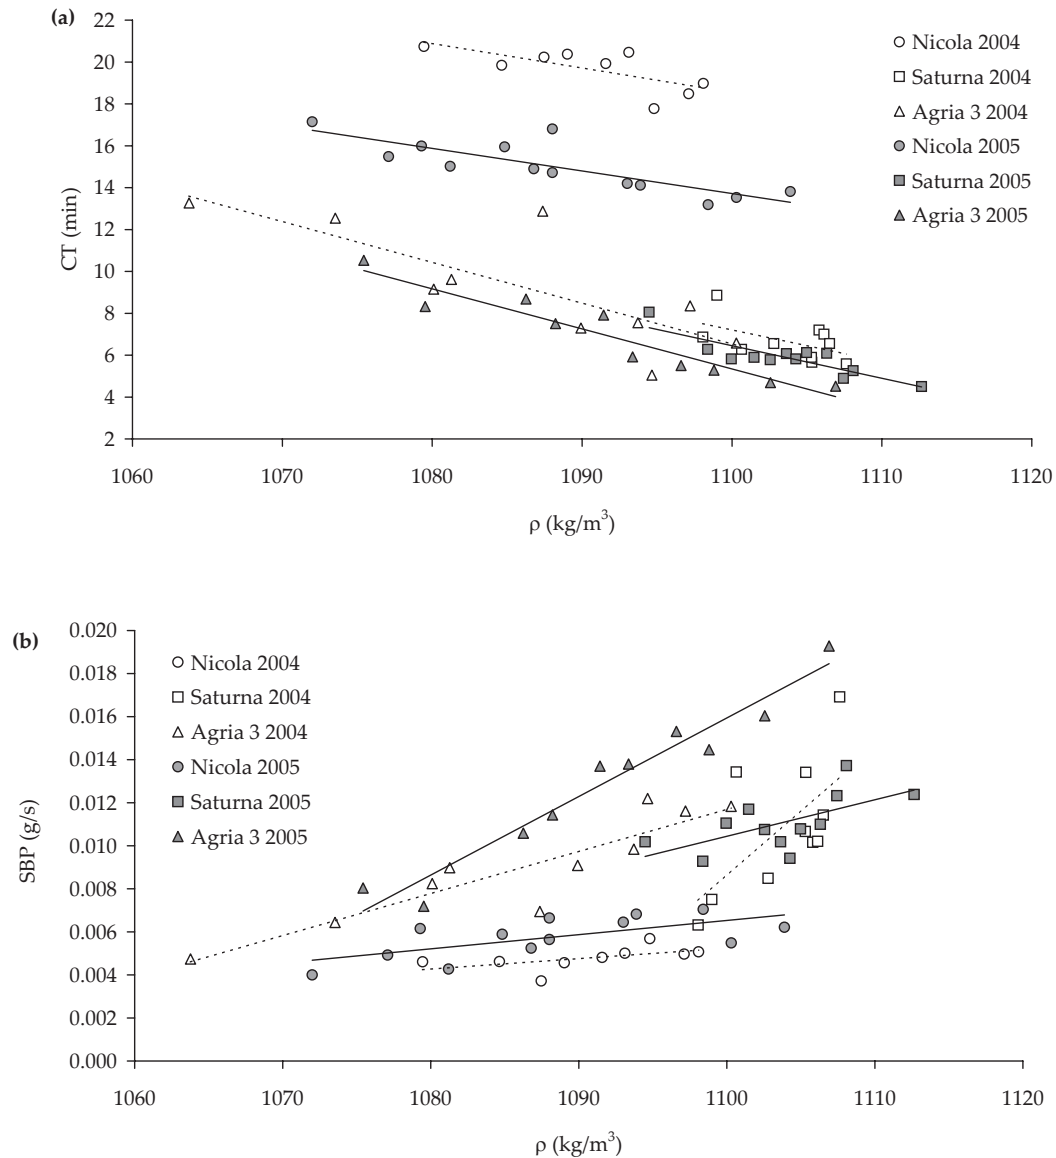 (a)
22
20
18
16
14
12
10
8
6
4
2
CT (min)
1060 1070 1080 1090 1100 1110 1120
ρ (kg/m³)
Nicola 2004
Saturna 2004
Agria 3 2004
Nicola 2005
Saturna 2005
Agria 3 2005
(b)
0.020
0.018
0.016
0.014
0.012
0.010
0.008
0.006
0.004
0.002
0.000
SBP (g/s)
Nicola 2004
Saturna 2004
Agria 3 2004
Nicola 2005
Saturna 2005
Agria 3 2005
1060 1070 1080 1090 1100 1110 1120
ρ (kg/m³)